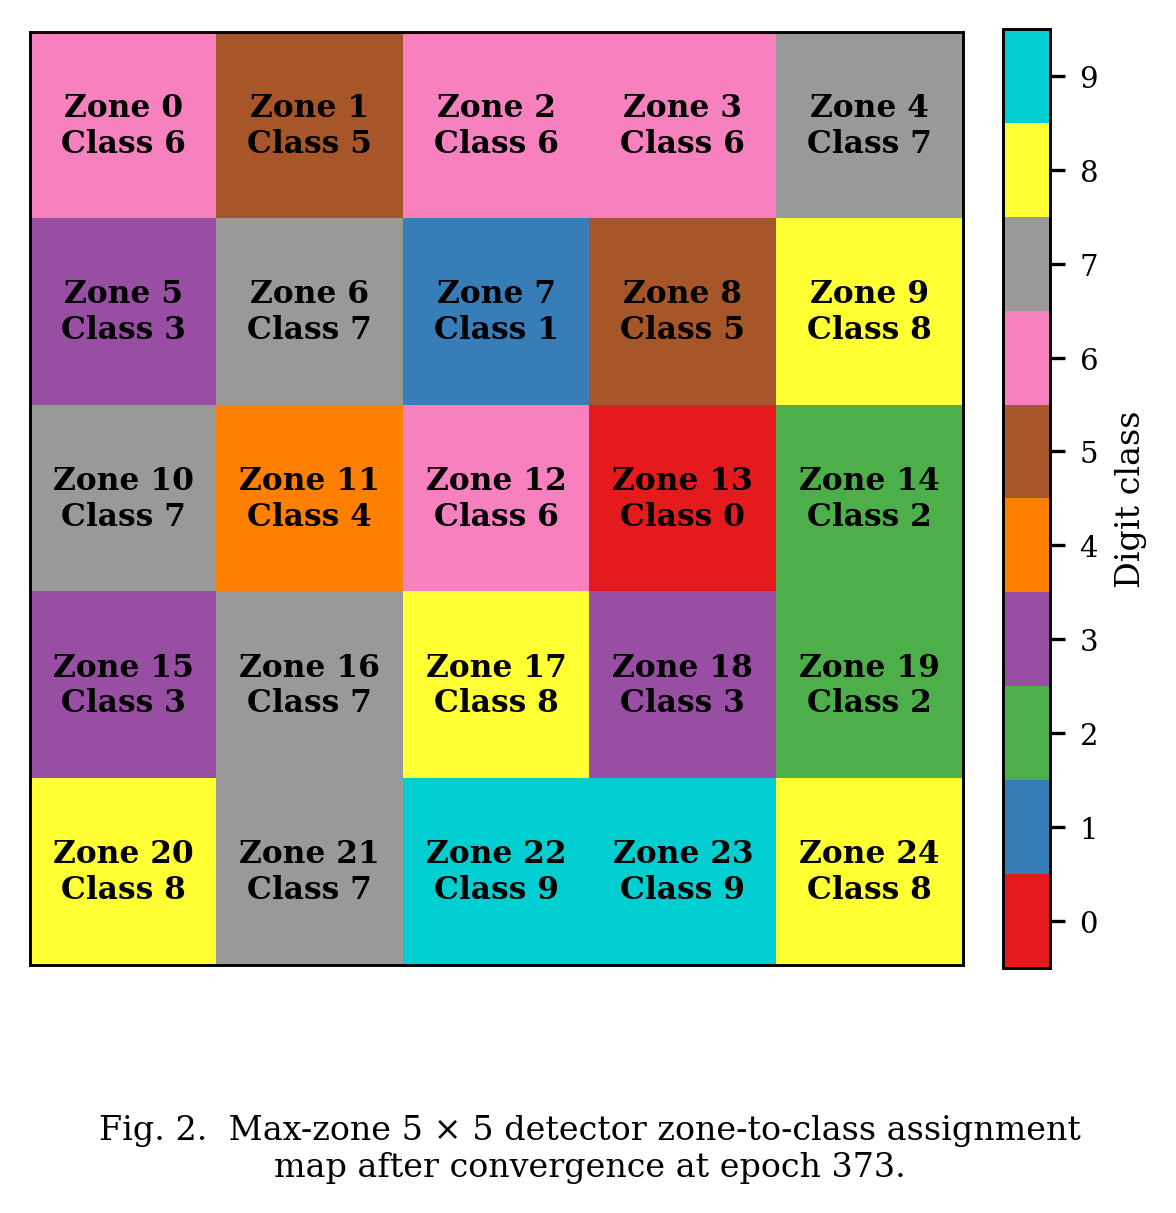 Zone 0
Class 6
Zone 1
Class 5
Zone 2
Class 6
Zone 3
Class 6
Zone 4
Class 7
Zone 5
Class 3
Zone 6
Class 7
Zone 7
Class 1
Zone 8
Class 5
Zone 9
Class 8
Zone 10
Class 7
Zone 11
Class 4
Zone 12
Class 6
Zone 13
Class 0
Zone 14
Class 2
Zone 15
Class 3
Zone 16
Class 7
Zone 17
Class 8
Zone 18
Class 3
Zone 19
Class 2
Zone 20
Class 8
Zone 21
Class 7
Zone 22
Class 9
Zone 23
Class 9
Zone 24
Class 8
9
8
7
6
5
4
3
2
1
0
Digit class
Fig. 2. Max-zone 5 × 5 detector zone-to-class assignment
map after convergence at epoch 373.